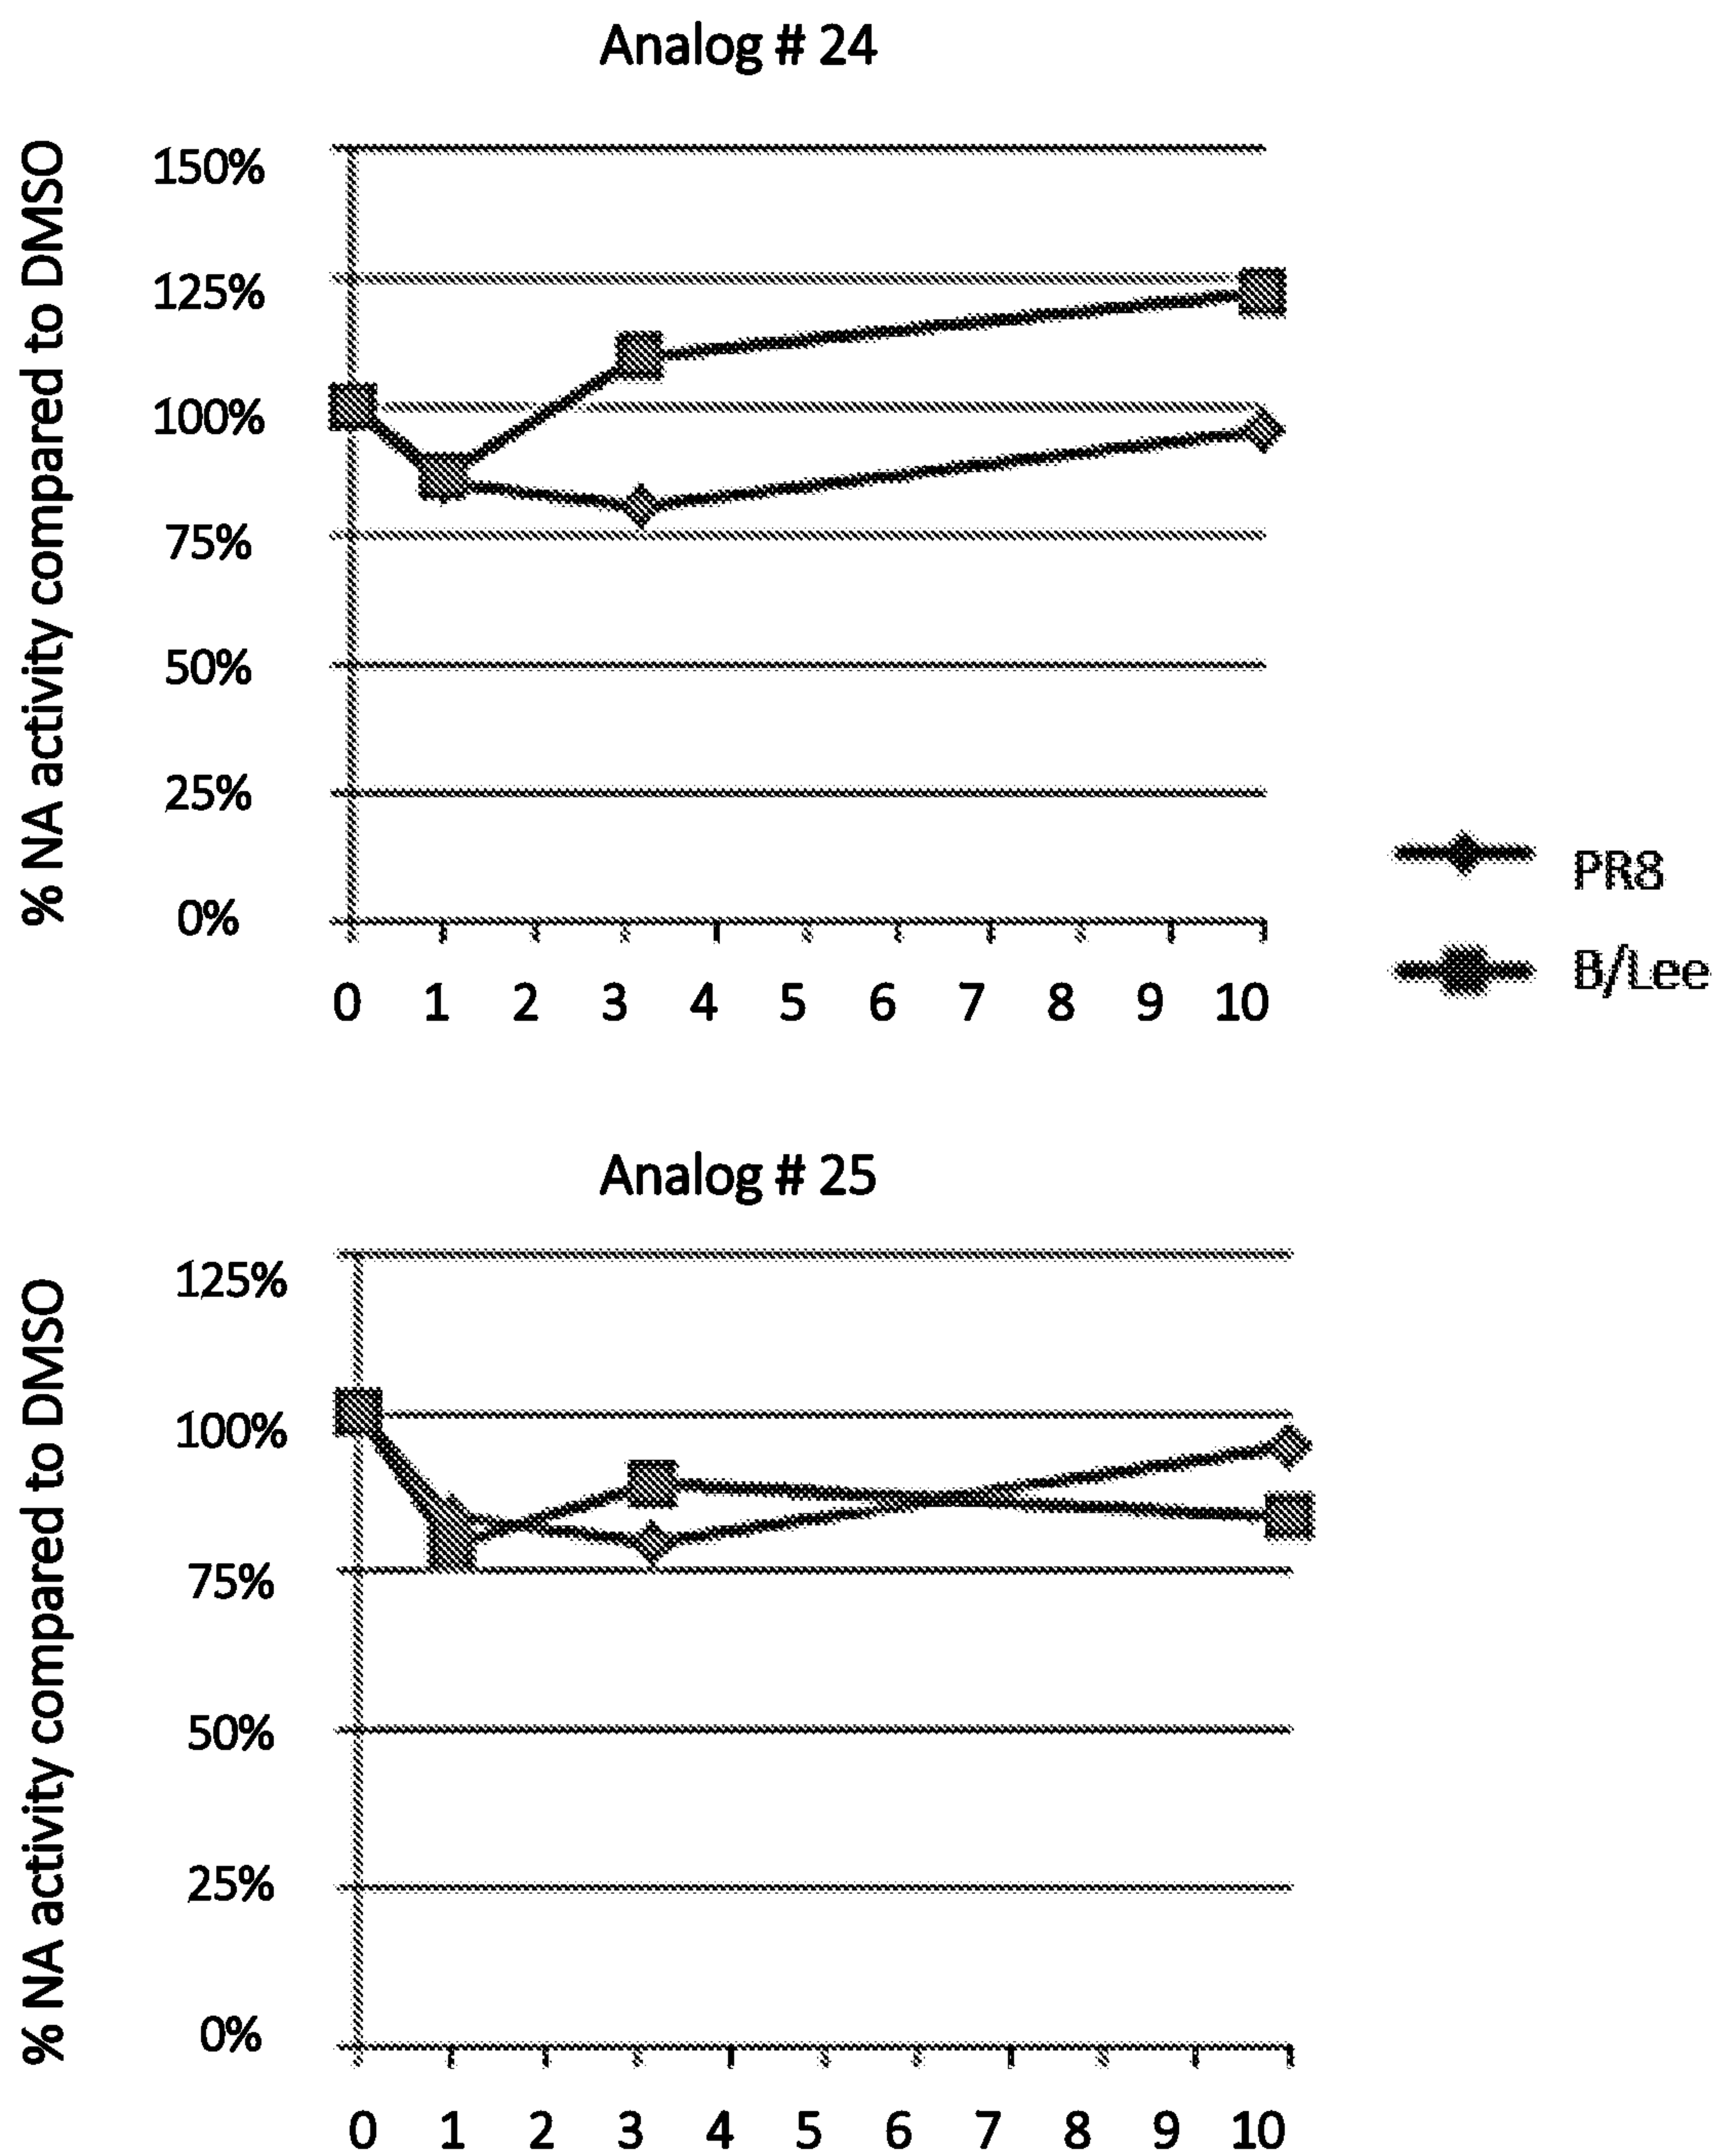 Analog # 24
% NA activity compared to DMSO
150%
125%
100%
75%
50%
25%
0%
0 1 2 3 4 5 6 7 8 9 10
PR8
B/Lee
Analog # 25
% NA activity compared to DMSO
125%
100%
75%
50%
25%
0%
0 1 2 3 4 5 6 7 8 9 10